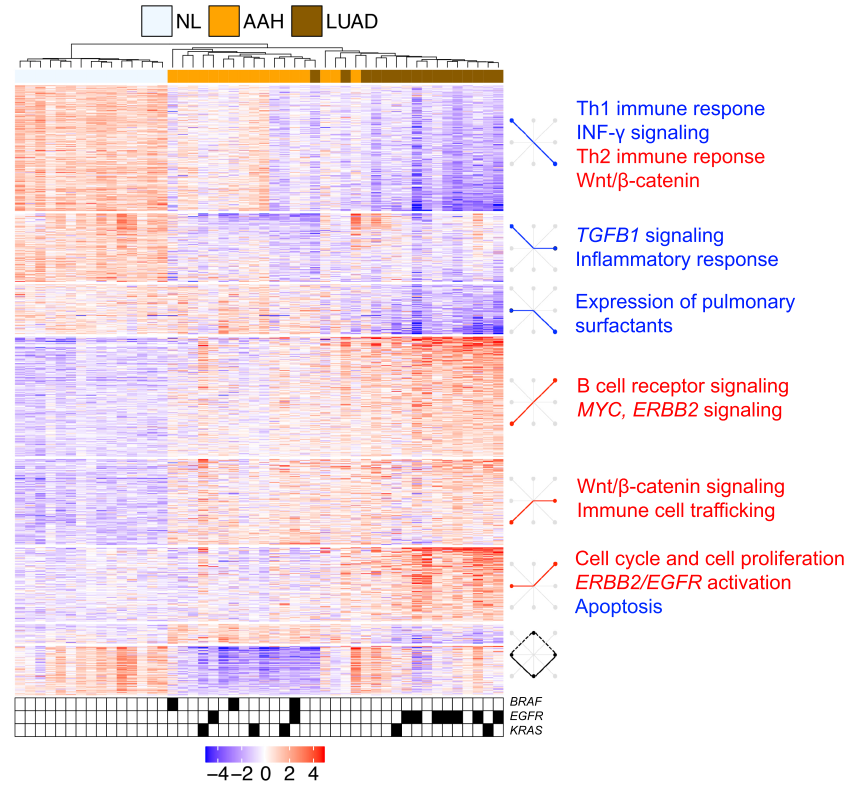 NL AAH LUAD
Th1 immune respone
INF-γ signaling
Th2 immune reponse
Wnt/β-catenin
TGFB1 signaling
Inflammatory response
Expression of pulmonary
surfactants
B cell receptor signaling
MYC, ERBB2 signaling
Wnt/β-catenin signaling
Immune cell trafficking
Cell cycle and cell proliferation
ERBB2/EGFR activation
Apoptosis
BRAF
EGFR
KRAS
−4 −2 0 2 4